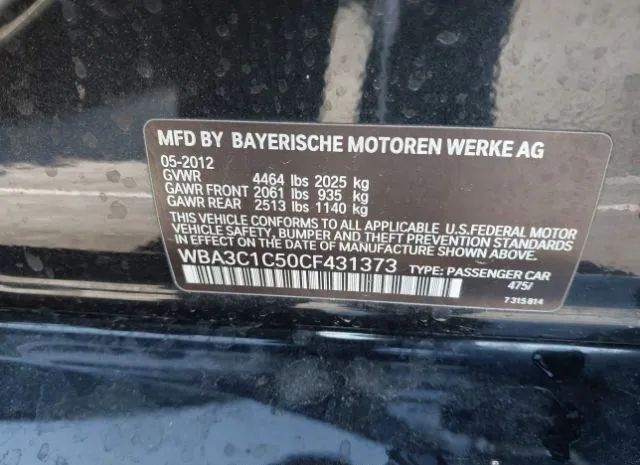 MFD BY BAYERISCHE MOTOREN WERKE AG
05-2012
GVWR 4464 lbs 2025 kg
GAWR FRONT 2061 lbs 935 kg
GAWR REAR 2513 lbs 1140 kg
THIS VEHICLE CONFORMS TO ALL APPLICABLE U.S.FEDERAL MOTOR
VEHICLE SAFETY, BUMPER AND THEFT PREVENTION STANDARDS
IN EFFECT ON THE DATE OF MANUFACTURE SHOWN ABOVE.
WBA3C1C50CF431373 TYPE: PASSENGER CAR
475/
7 315 814